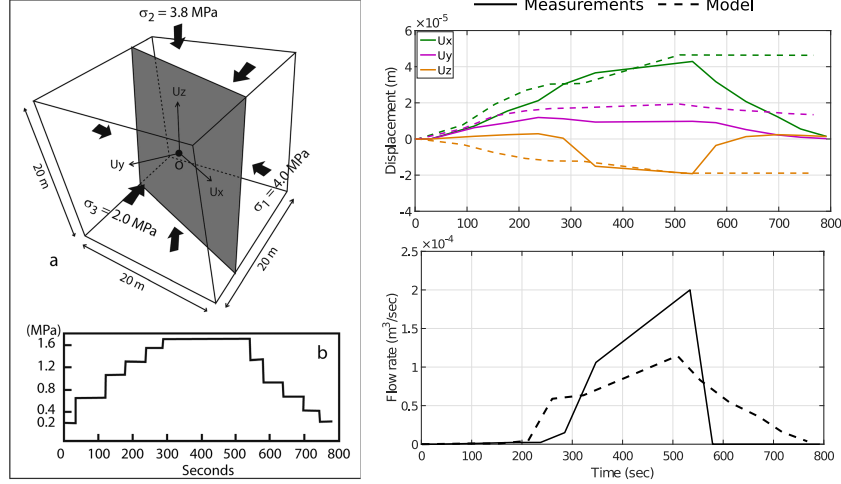 σ2 = 3.8 MPa
Uz
O
Uy
Ux
σ1 = 4.0 MPa
σ3 = 2.0 MPa
20 m
20 m
20 m
a
(MPa)
b
1.6
1.2
0.8
0.4
0.2
0 100 200 300 400 500 600 700 800
Seconds
Measurements Model
×10-5
Ux
Uy
Uz
Displacement (m)
6
4
2
0
-2
-4
0 100 200 300 400 500 600 700 800
×10-4
Flow rate (m3/sec)
2.5
2
1.5
1
0.5
0
0 100 200 300 400 500 600 700 800
Time (sec)